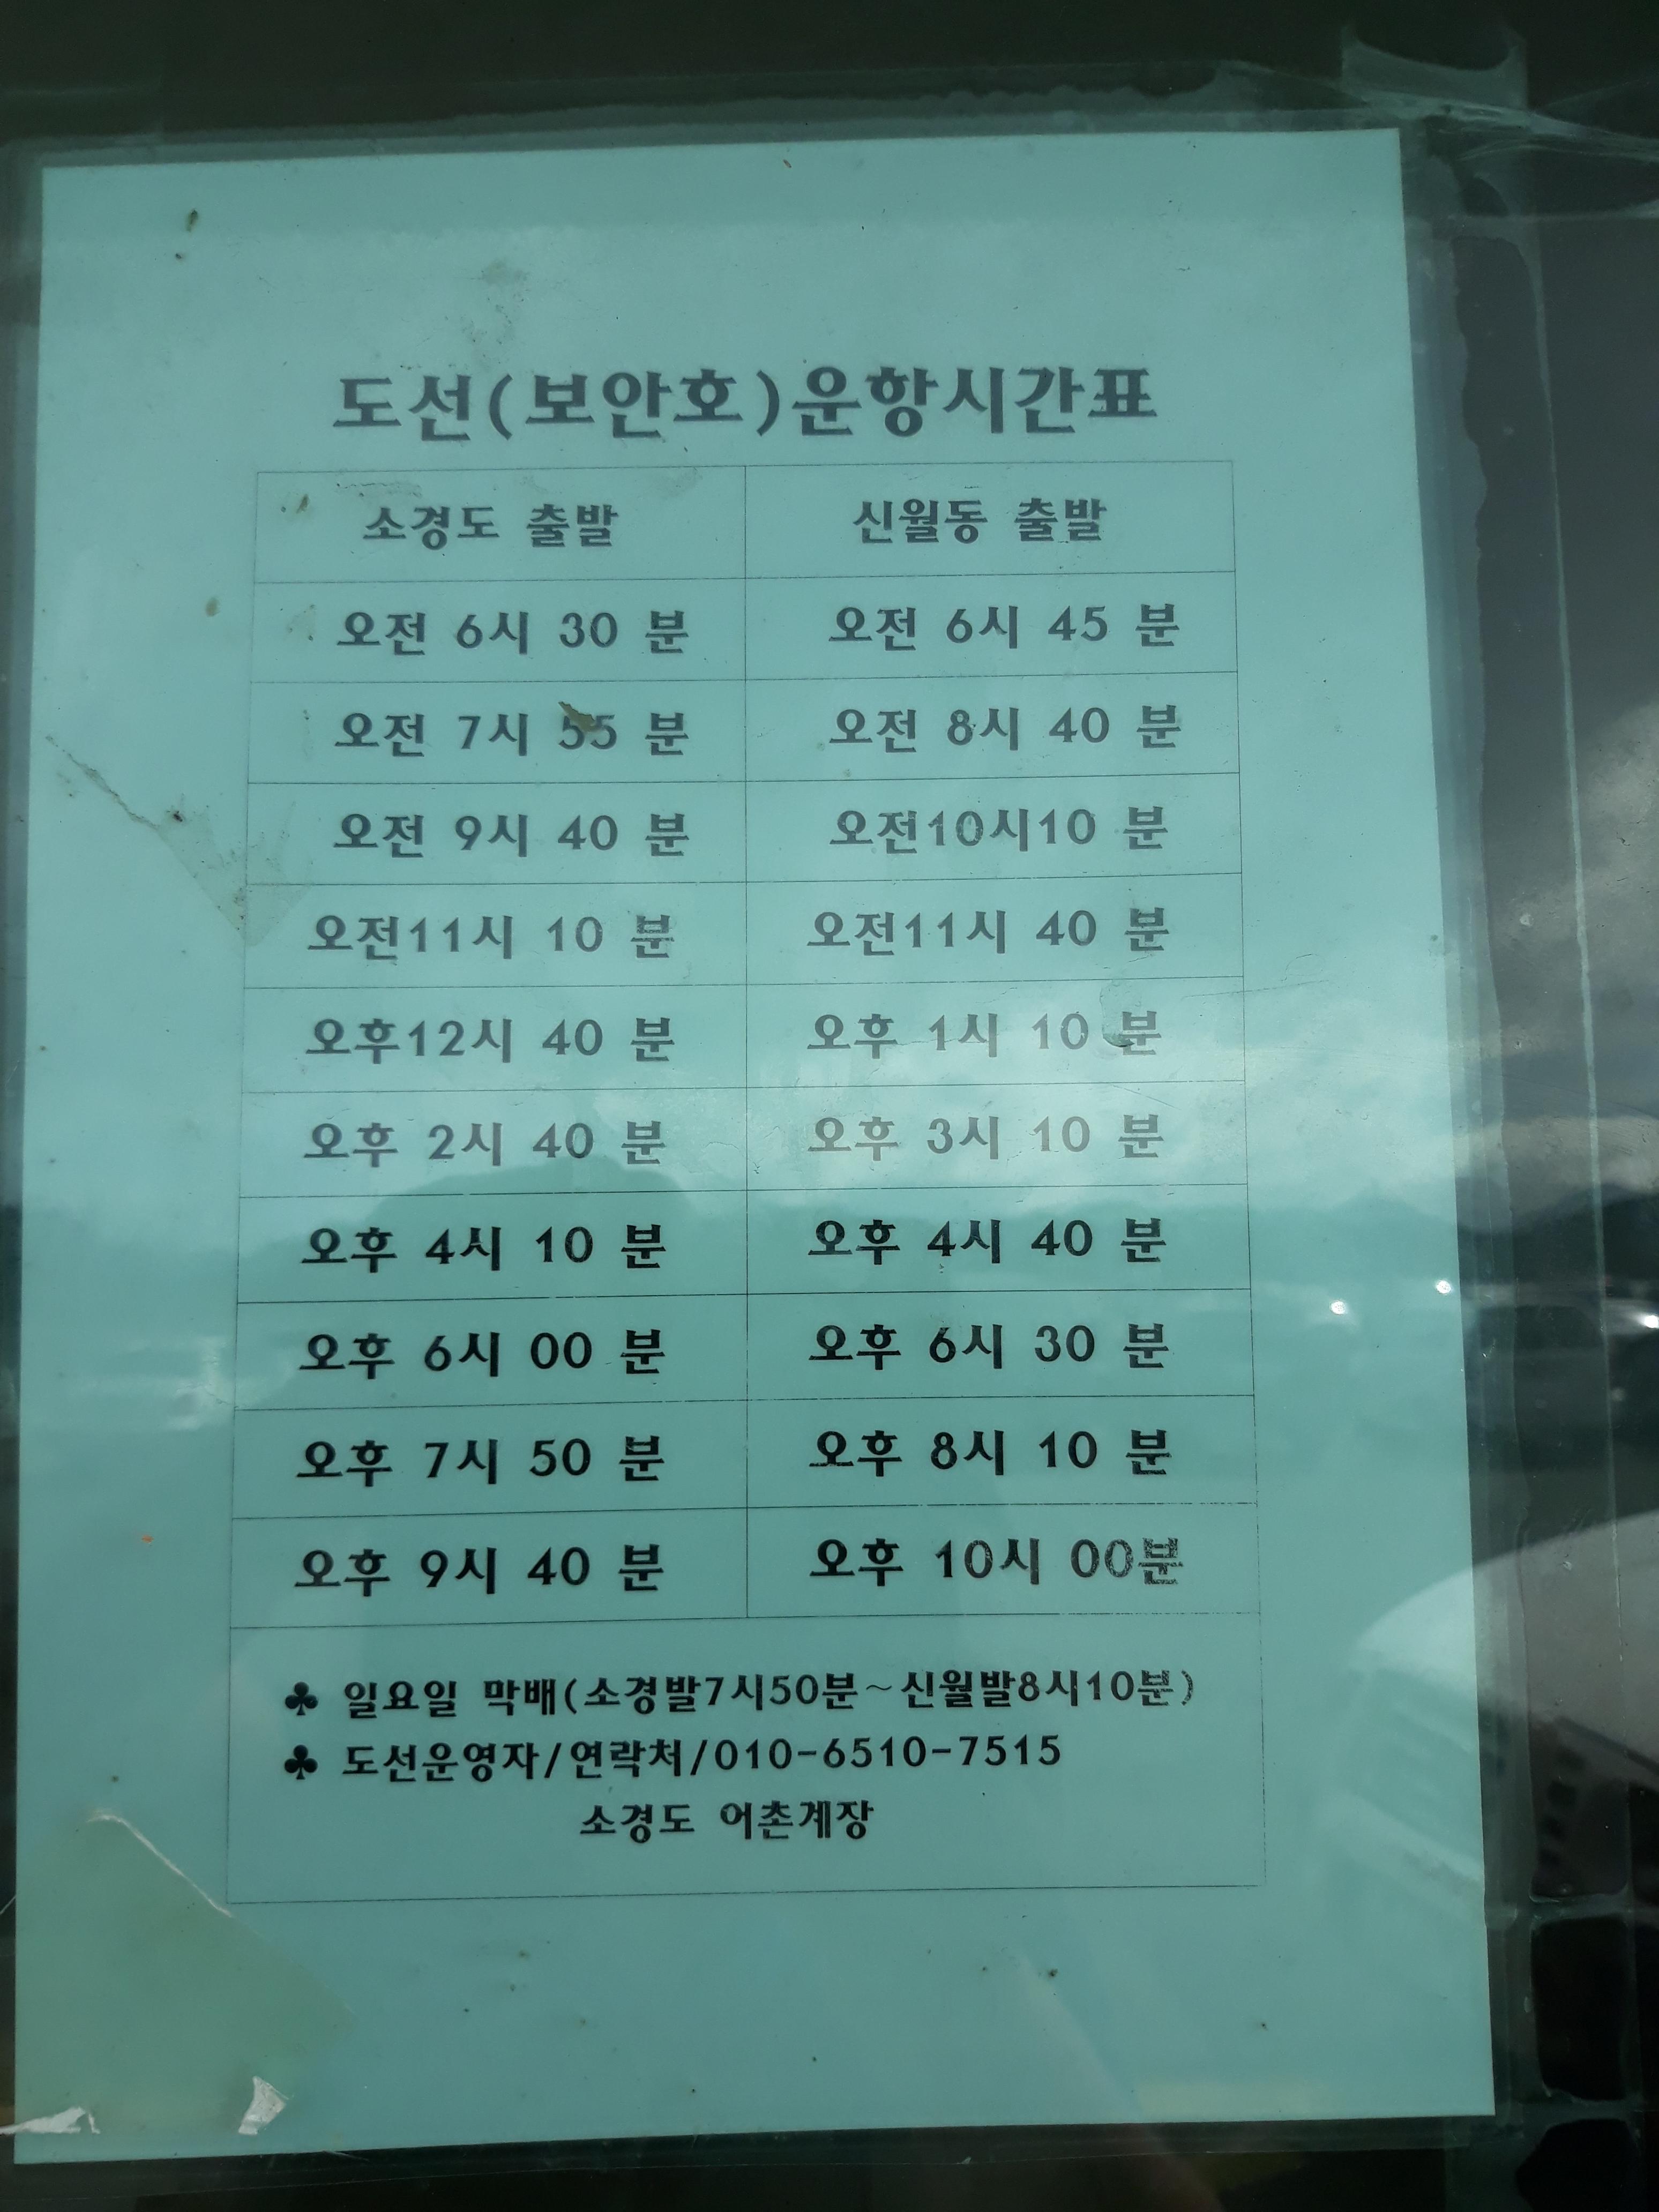 도선(보안호)운항시간표
소경도 출발 신월동 출발
오전 6시 30 분 오전 6시 45 분
오전 7시 55 분 오전 8시 40 분
오전 9시 40 분 오전10시10 분
오전11시 10 분 오전11시 40 분
오후12시 40 분 오후 1시 10 분
오후 2시 40 분 오후 3시 10 분
오후 4시 10 분 오후 4시 40 분
오후 6시 00 분 오후 6시 30 분
오후 7시 50 분 오후 8시 10 분
오후 9시 40 분 오후 10시 00분
♣ 일요일 막배(소경발7시50분~신월발8시10분)
♣ 도선운영자/연락처/010-6510-7515
소경도 어촌계장